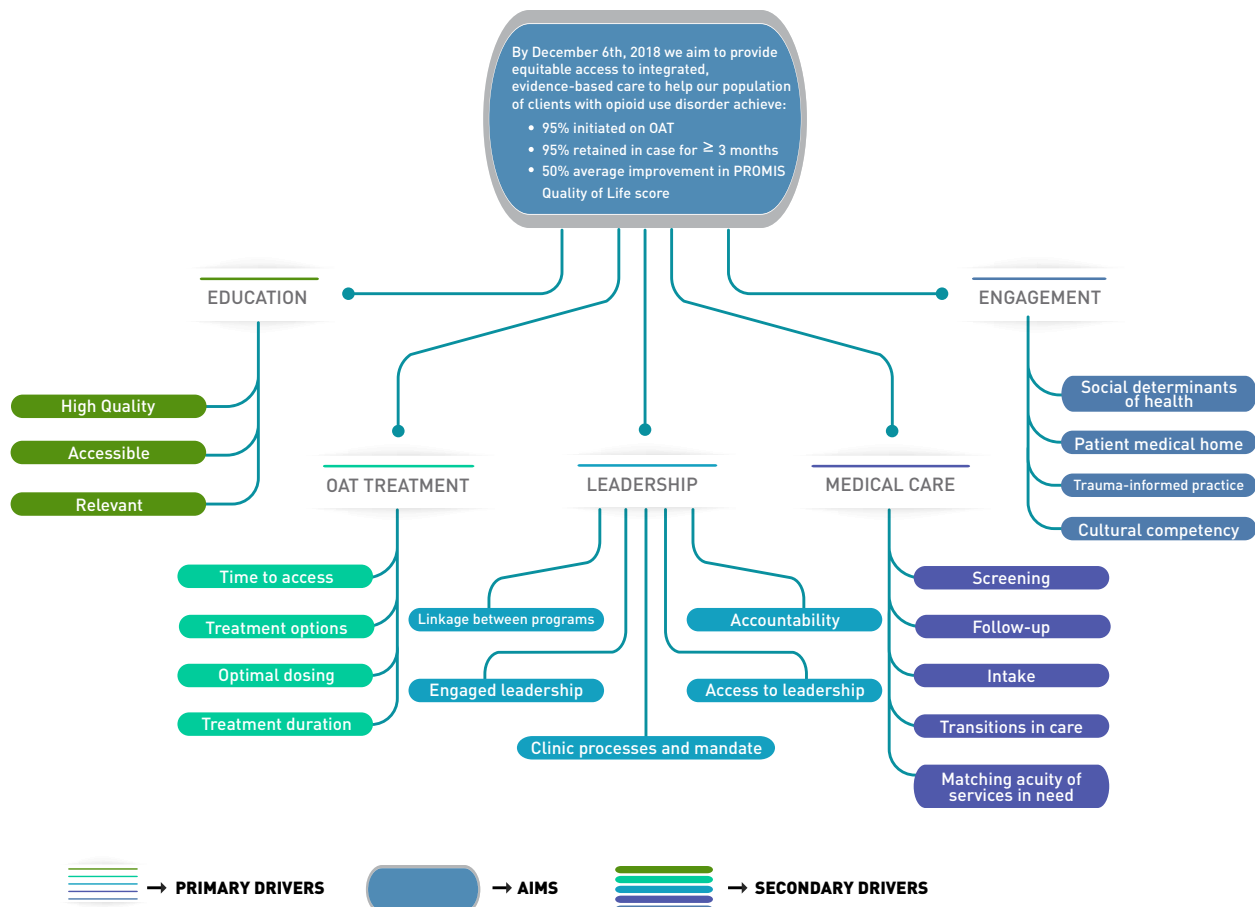 By December 6th, 2018 we aim to provide
equitable access to integrated,
evidence-based care to help our population
of clients with opioid use disorder achieve:
• 95% initiated on OAT
• 95% retained in case for ≥ 3 months
• 50% average improvement in PROMIS
Quality of Life score
EDUCATION
High Quality
Accessible
Relevant
OAT TREATMENT
Time to access
Treatment options
Optimal dosing
Treatment duration
LEADERSHIP
Linkage between programs
Engaged leadership
Clinic processes and mandate
Accountability
Access to leadership
MEDICAL CARE
Screening
Follow-up
Intake
Transitions in care
Matching acuity of
services in need
ENGAGEMENT
Social determinants
of health
Patient medical home
Trauma-informed practice
Cultural competency
→ PRIMARY DRIVERS
→ AIMS
→ SECONDARY DRIVERS